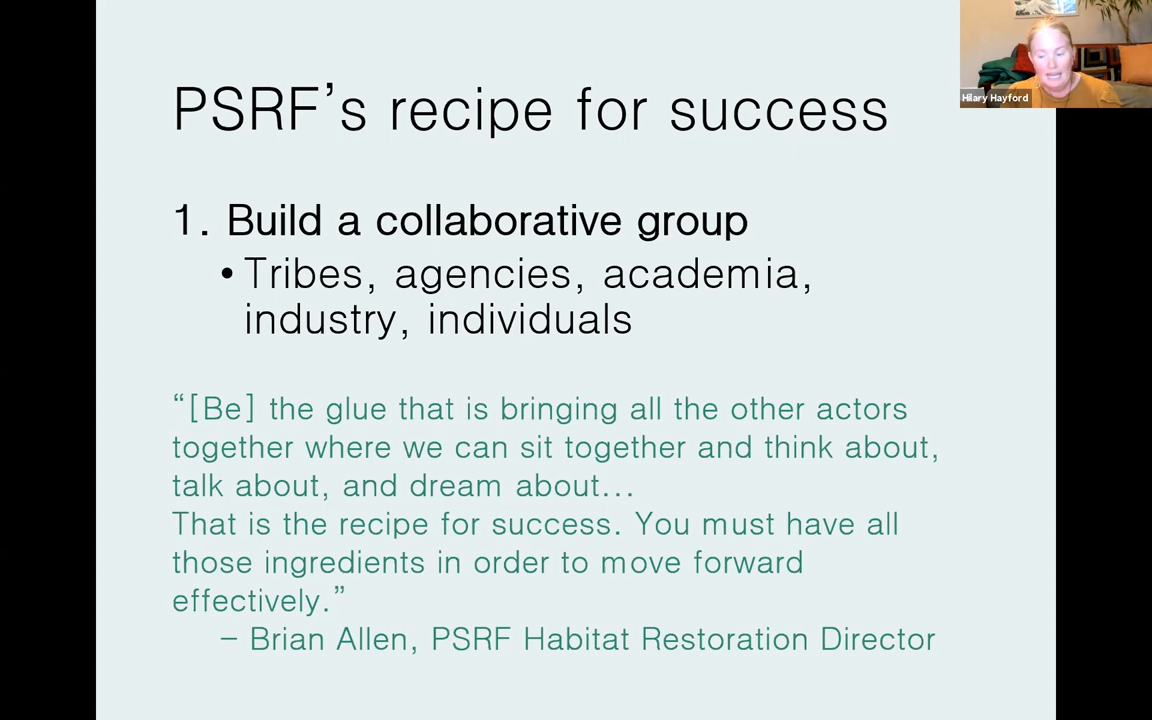 PSRF’s recipe for success
Hilary Hayford
1. Build a collaborative group
• Tribes, agencies, academia,
industry, individuals
“[Be] the glue that is bringing all the other actors
together where we can sit together and think about,
talk about, and dream about...
That is the recipe for success. You must have all
those ingredients in order to move forward
effectively.”
– Brian Allen, PSRF Habitat Restoration Director